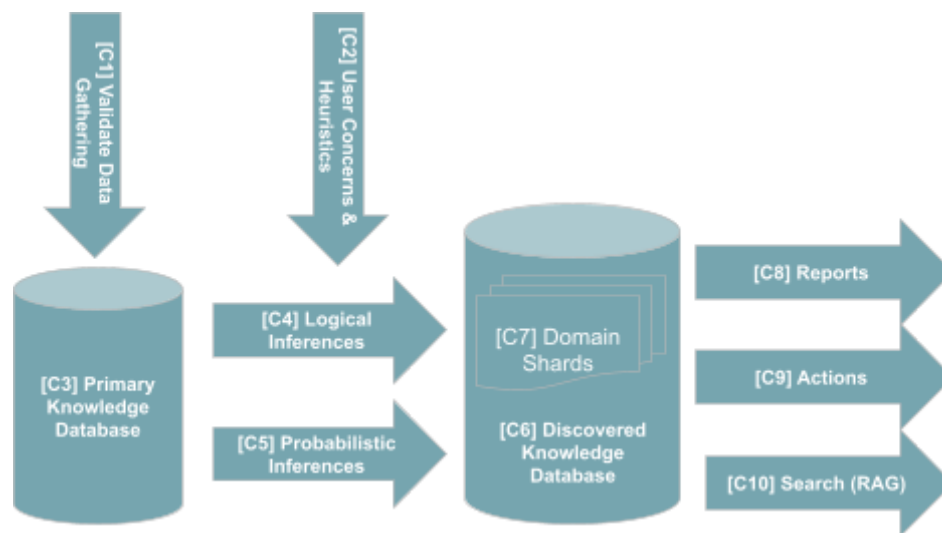 [C1] Validate Data
Gathering
[C2] User Concerns &
Heuristics
[C3] Primary
Knowledge
Database
[C4] Logical
Inferences
[C5] Probabilistic
Inferences
[C7] Domain
Shards
[C6] Discovered
Knowledge
Database
[C8] Reports
[C9] Actions
[C10] Search (RAG)